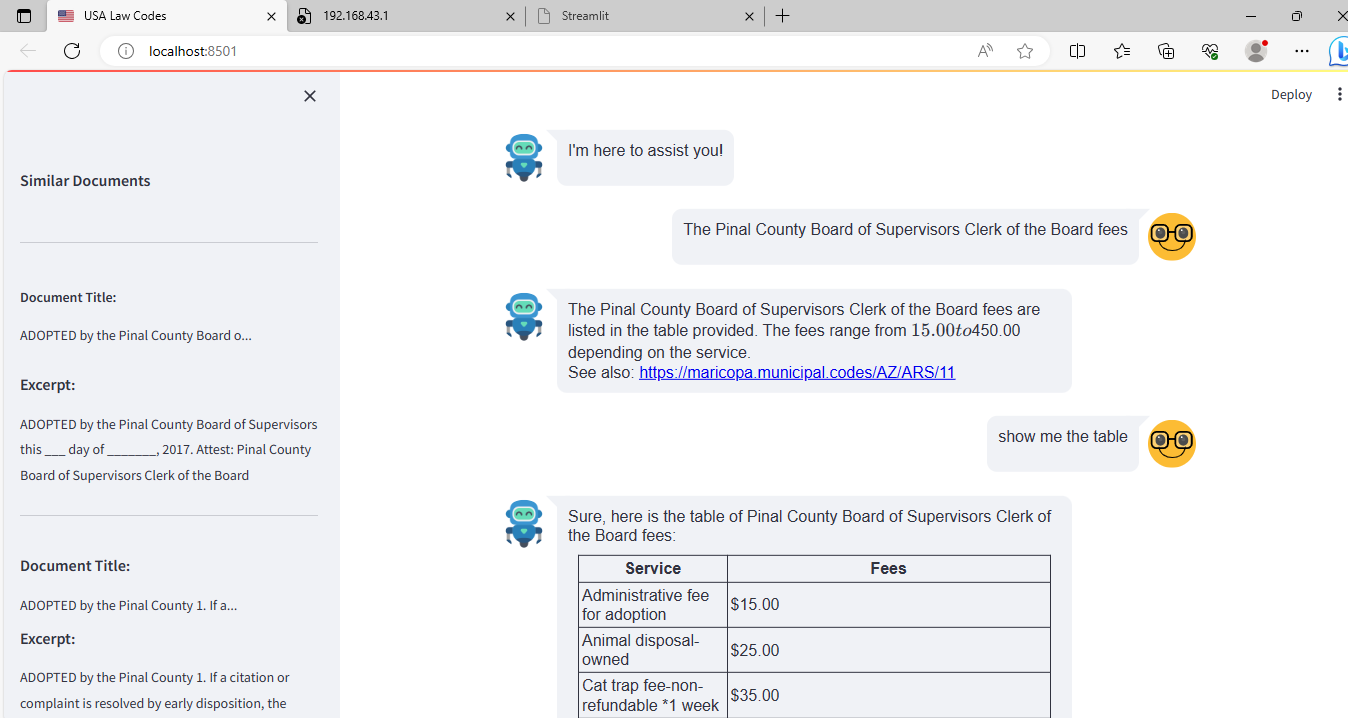 USA Law Codes
192.168.43.1
Streamlit
localhost:8501
Deploy
Similar Documents
Document Title:
ADOPTED by the Pinal County Board o...
Excerpt:
ADOPTED by the Pinal County Board of Supervisors
this ___ day of _______, 2017. Attest: Pinal County
Board of Supervisors Clerk of the Board
Document Title:
ADOPTED by the Pinal County 1. If a...
Excerpt:
ADOPTED by the Pinal County 1. If a citation or
complaint is resolved by early disposition, the
I'm here to assist you!
The Pinal County Board of Supervisors Clerk of the Board fees
The Pinal County Board of Supervisors Clerk of the Board fees are
listed in the table provided. The fees range from 15.00to450.00
depending on the service.
See also: https://maricopa.municipal.codes/AZ/ARS/11
show me the table
Sure, here is the table of Pinal County Board of Supervisors Clerk of
the Board fees:
Service Fees
Administrative fee
for adoption
$15.00
Animal disposal-
owned
$25.00
Cat trap fee-non-
refundable *1 week
$35.00